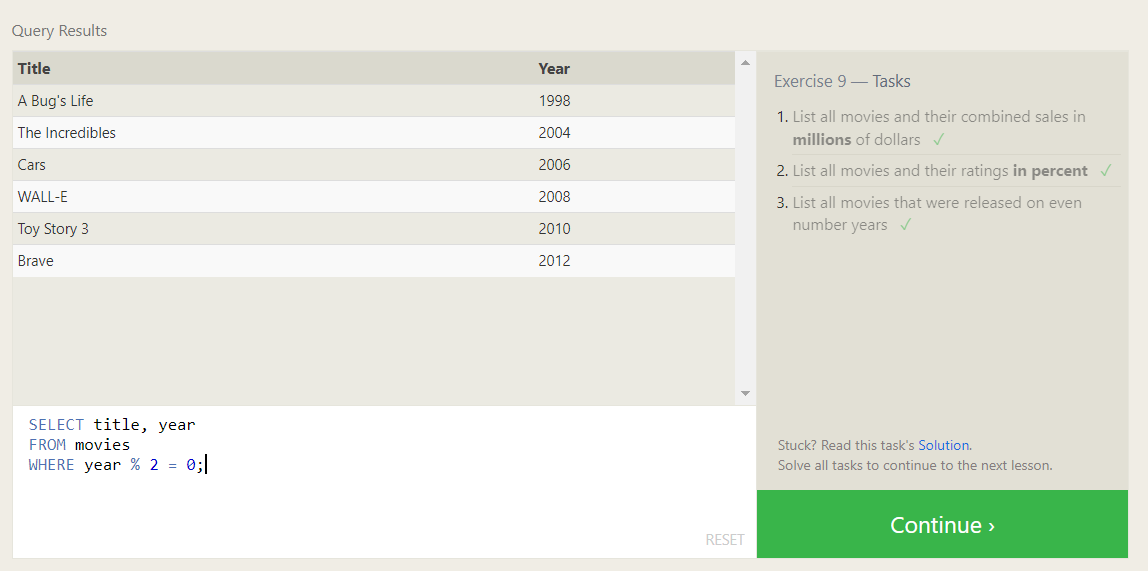 Query Results
Title Year
A Bug's Life 1998
The Incredibles 2004
Cars 2006
WALL-E 2008
Toy Story 3 2010
Brave 2012
SELECT title, year
FROM movies
WHERE year % 2 = 0;
RESET
Exercise 9 — Tasks
1. List all movies and their combined sales in
millions of dollars ✓
2. List all movies and their ratings in percent ✓
3. List all movies that were released on even
number years ✓
Stuck? Read this task's Solution.
Solve all tasks to continue to the next lesson.
Continue ›